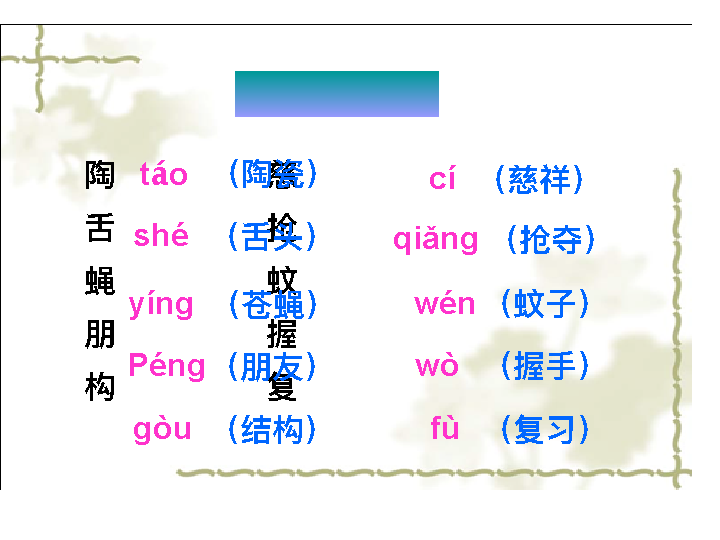 陶 táo （陶瓷） 慈 cí （慈祥）
舌 shé （舌头） 抢 qiǎng （抢夺）
蝇 yíng （苍蝇） 蚊 wén （蚊子）
朋 Péng （朋友） 握 wò （握手）
构 gòu （结构） 复 fù （复习）